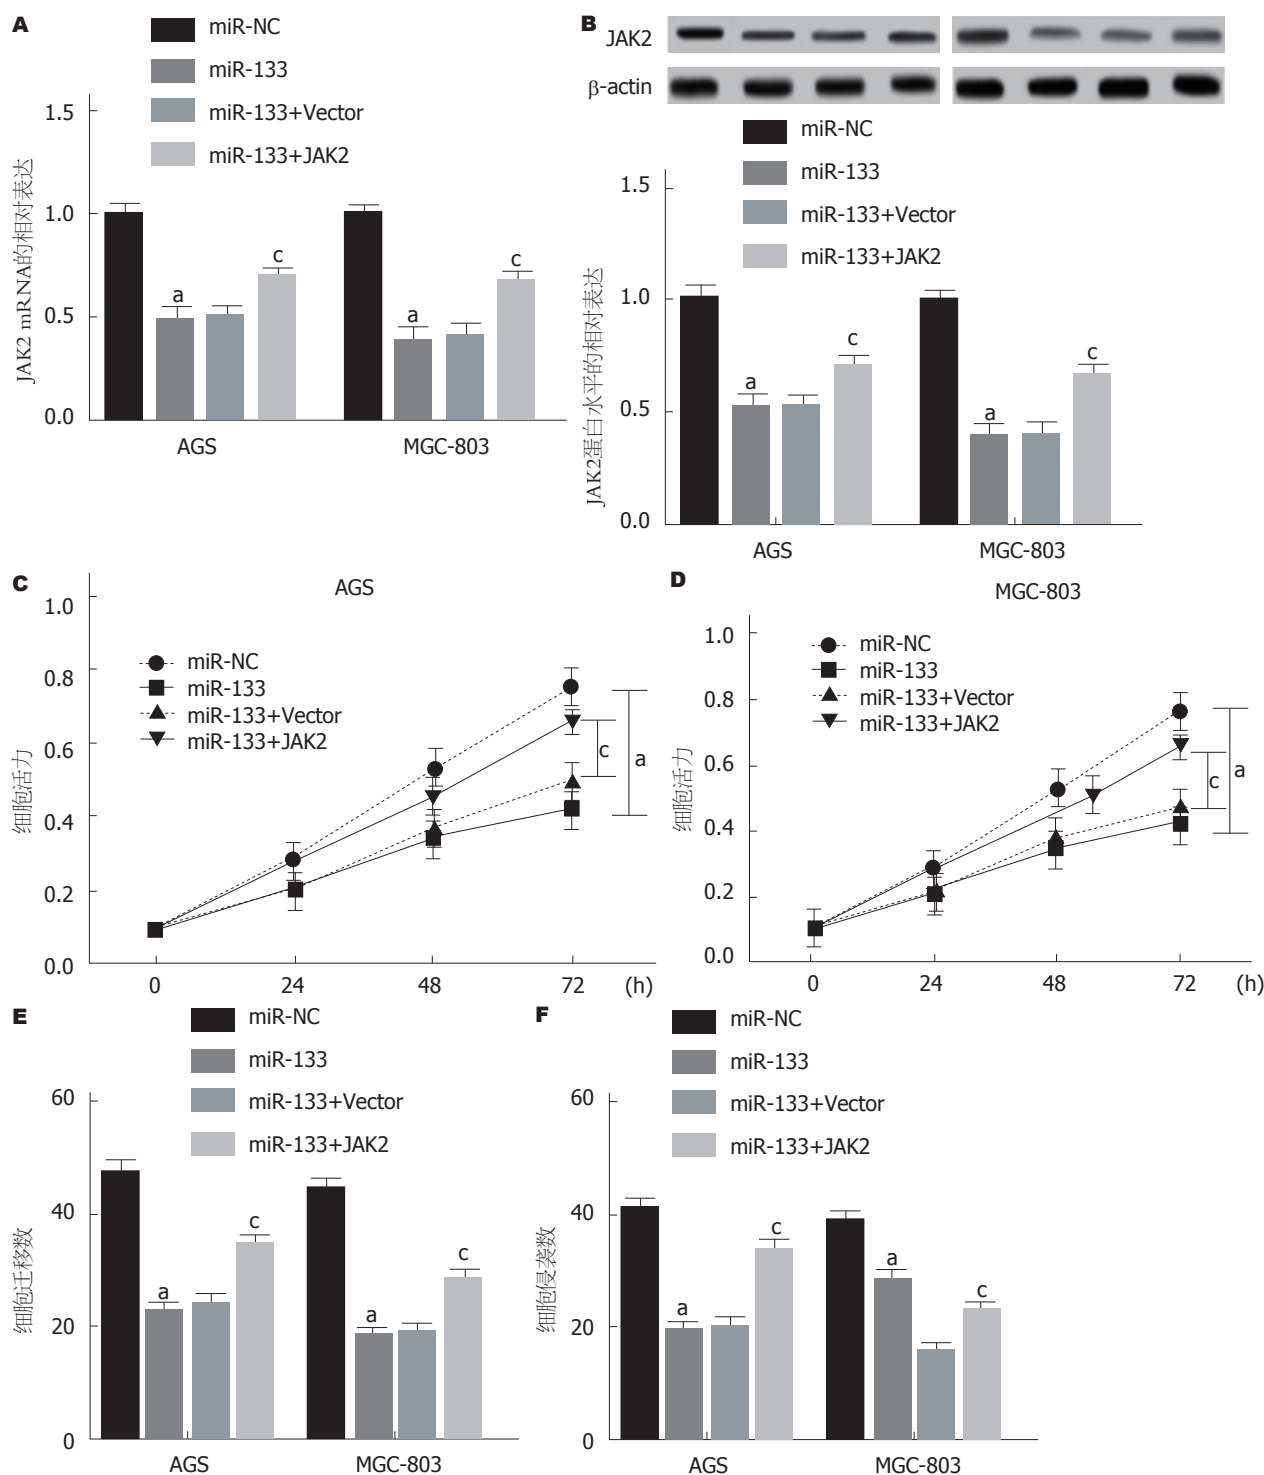 A
miR-NC
miR-133
miR-133+Vector
miR-133+JAK2
JAK2 mRNA的相对表达
1.5
1.0
0.5
0.0
a
c
a
c
AGS
MGC-803
B
JAK2
β-actin
miR-NC
miR-133
miR-133+Vector
miR-133+JAK2
JAK2蛋白水平的相对表达
1.5
1.0
0.5
0.0
a
c
a
c
AGS
MGC-803
C
AGS
miR-NC
miR-133
miR-133+Vector
miR-133+JAK2
细胞活力
1.0
0.8
0.6
0.4
0.2
0.0
c
a
0
24
48
72
(h)
D
MGC-803
miR-NC
miR-133
miR-133+Vector
miR-133+JAK2
细胞活力
1.0
0.8
0.6
0.4
0.2
0.0
c
a
0
24
48
72
(h)
E
miR-NC
miR-133
miR-133+Vector
miR-133+JAK2
细胞迁移数
60
40
20
0
a
c
a
c
AGS
MGC-803
F
miR-NC
miR-133
miR-133+Vector
miR-133+JAK2
细胞侵袭数
60
40
20
0
a
c
a
c
AGS
MGC-803